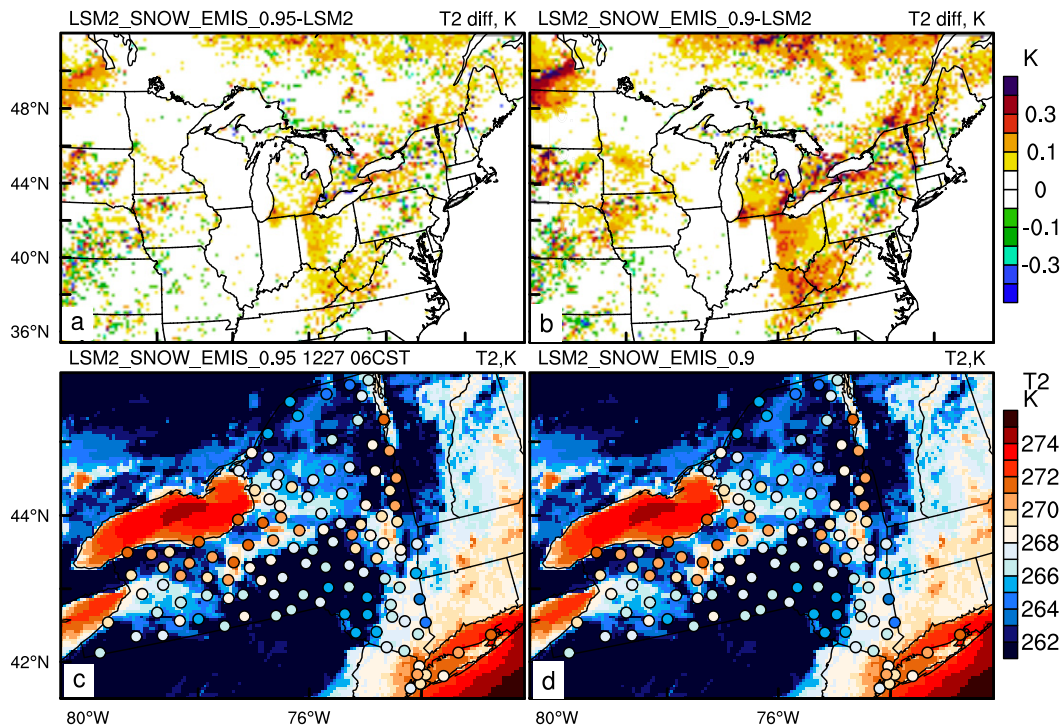 LSM2_SNOW_EMIS_0.95-LSM2 T2 diff, K
LSM2_SNOW_EMIS_0.9-LSM2 T2 diff, K
K
0.3
0.1
0
-0.1
-0.3
48°N
44°N
40°N
36°N
a
b
LSM2_SNOW_EMIS_0.95 1227 06CST T2,K
LSM2_SNOW_EMIS_0.9 T2,K
T2
K
274
272
270
268
266
264
262
44°N
42°N
c
d
80°W 76°W
80°W 76°W